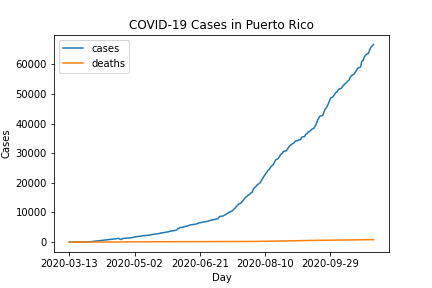 COVID-19 Cases in Puerto Rico
cases
deaths
60000
50000
40000
30000
20000
10000
0
Cases
2020-03-13 2020-05-02 2020-06-21 2020-08-10 2020-09-29
Day